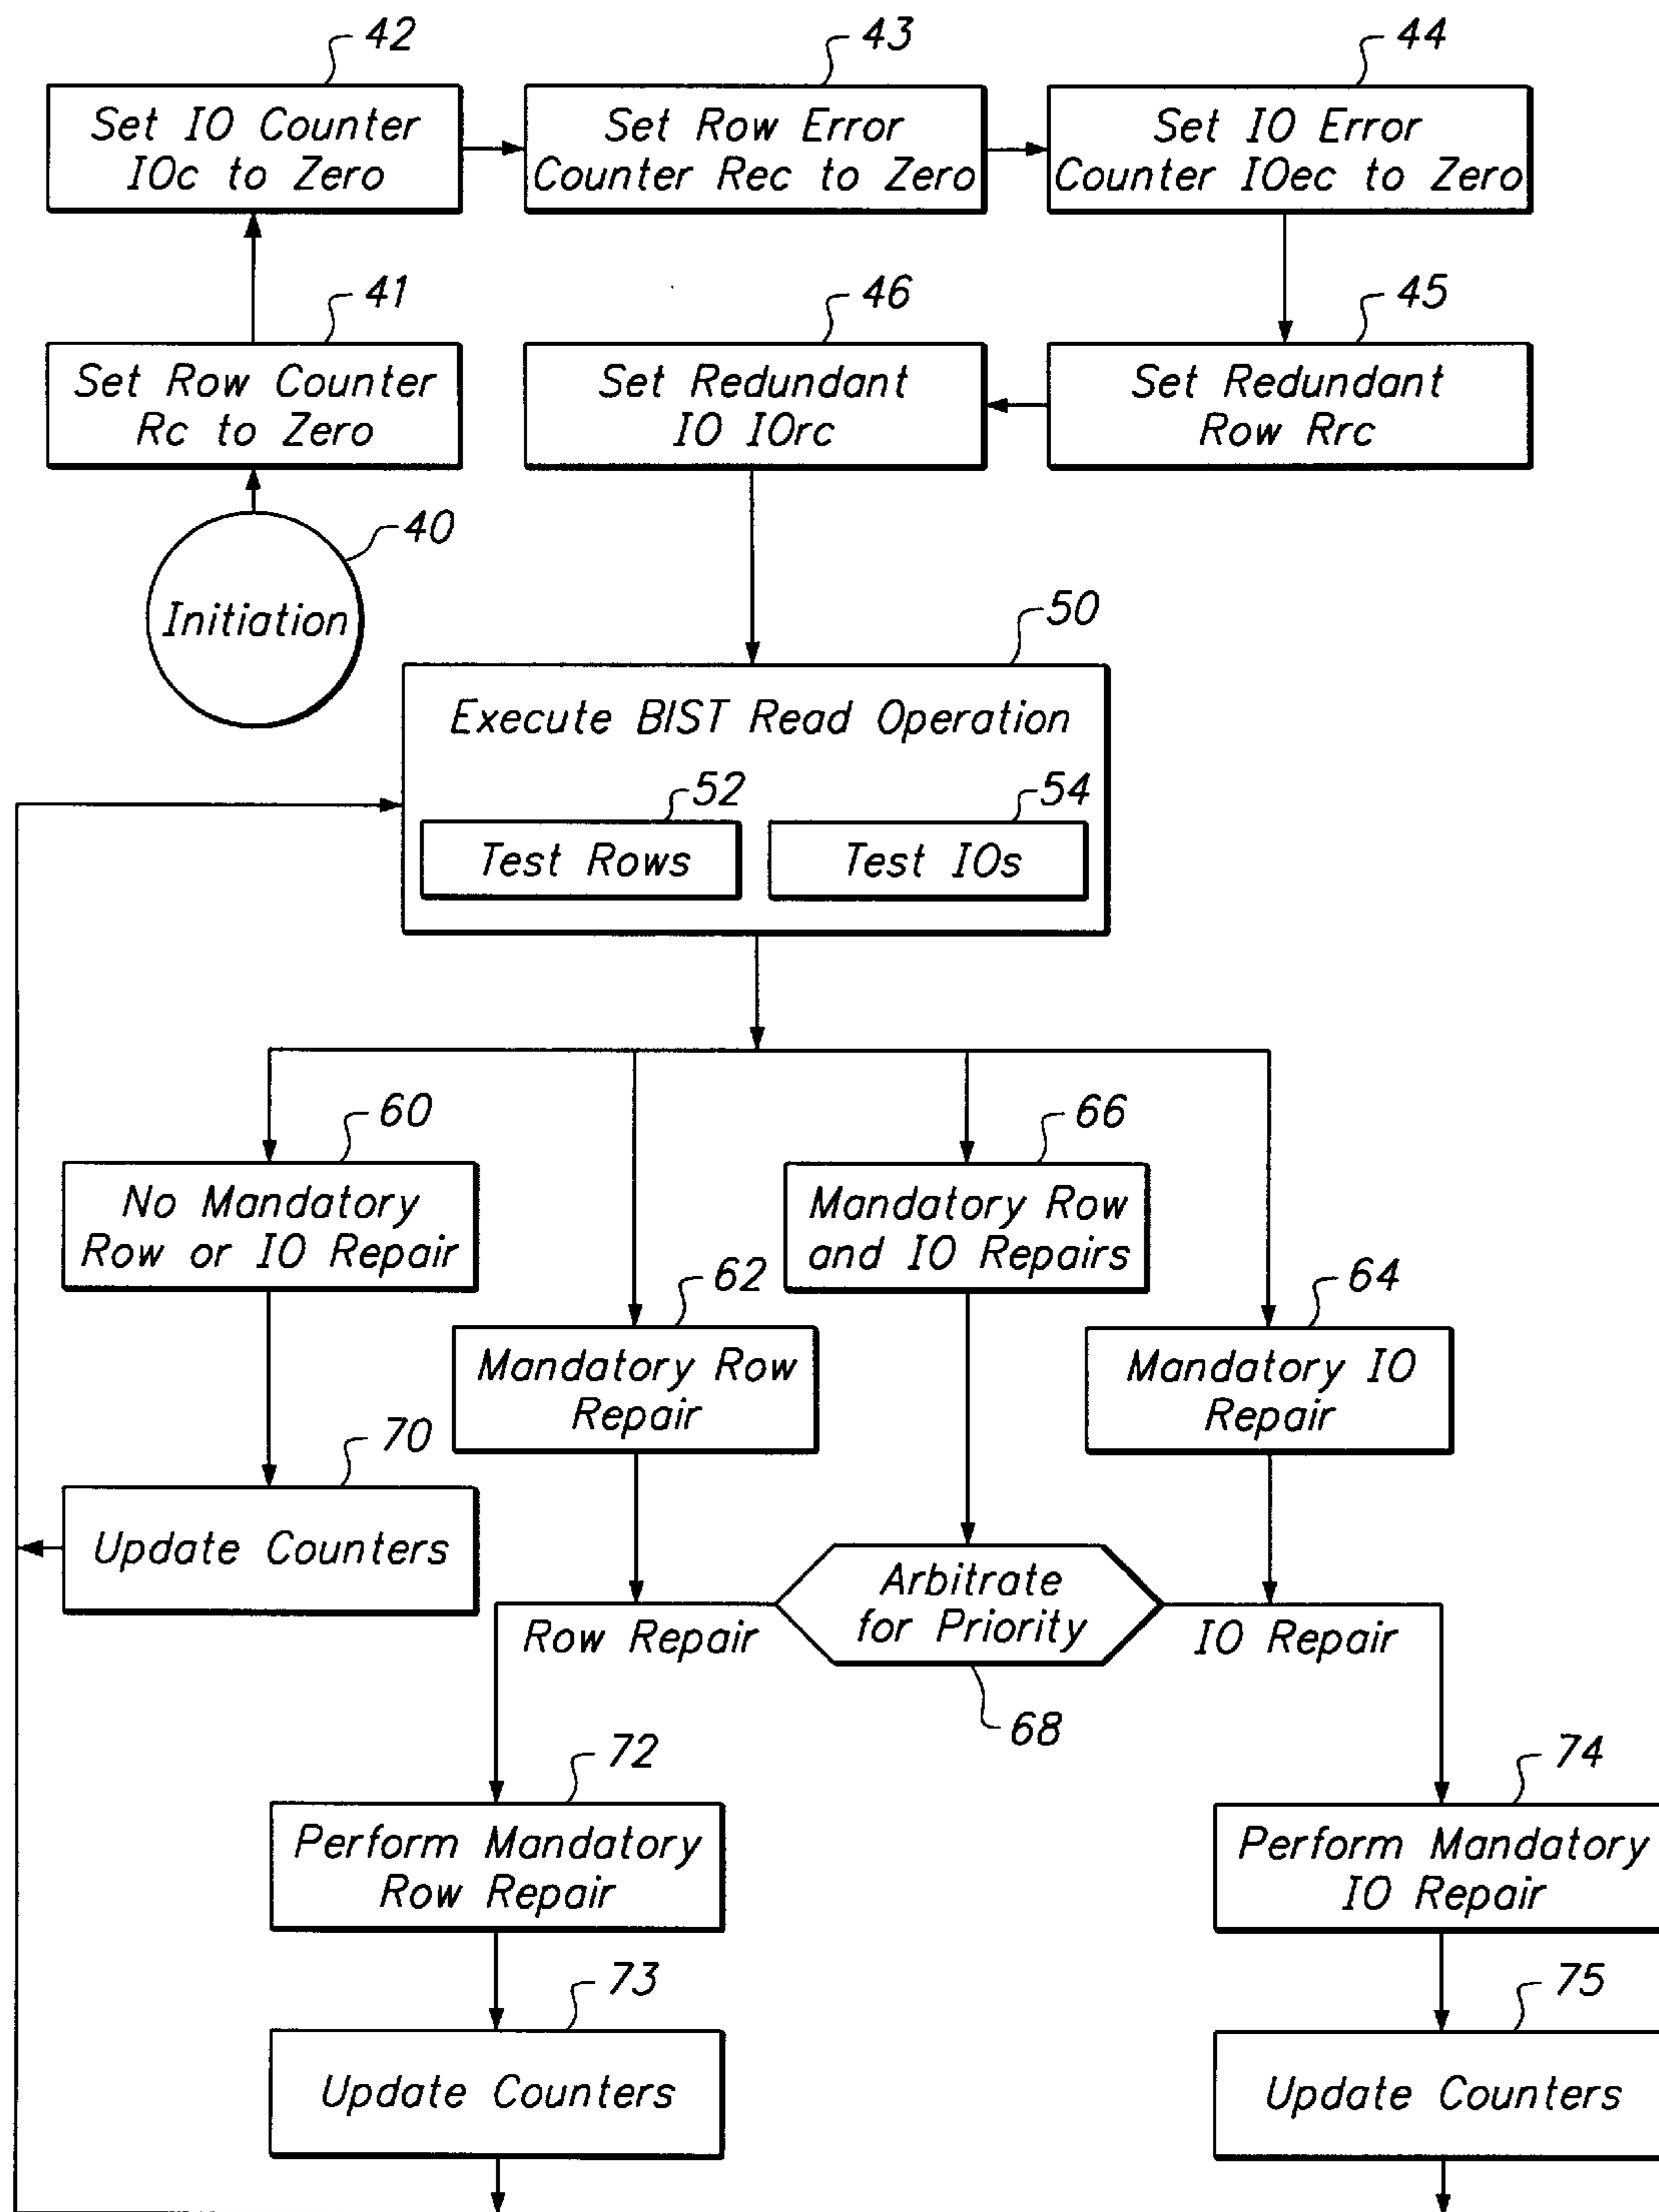 42
43
44
Set IO Counter
IOc to Zero
Set Row Error
Counter Rec to Zero
Set IO Error
Counter IOec to Zero
41
46
45
Set Row Counter
Rc to Zero
Set Redundant
IO IOrc
Set Redundant
Row Rrc
40
Initiation
50
Execute BIST Read Operation
52
54
Test Rows
Test IOs
60
66
No Mandatory
Row or IO Repair
Mandatory Row
and IO Repairs
62
64
Mandatory Row
Repair
Mandatory IO
Repair
70
Update Counters
Arbitrate
for Priority
Row Repair
IO Repair
68
72
74
Perform Mandatory
Row Repair
Perform Mandatory
IO Repair
73
75
Update Counters
Update Counters